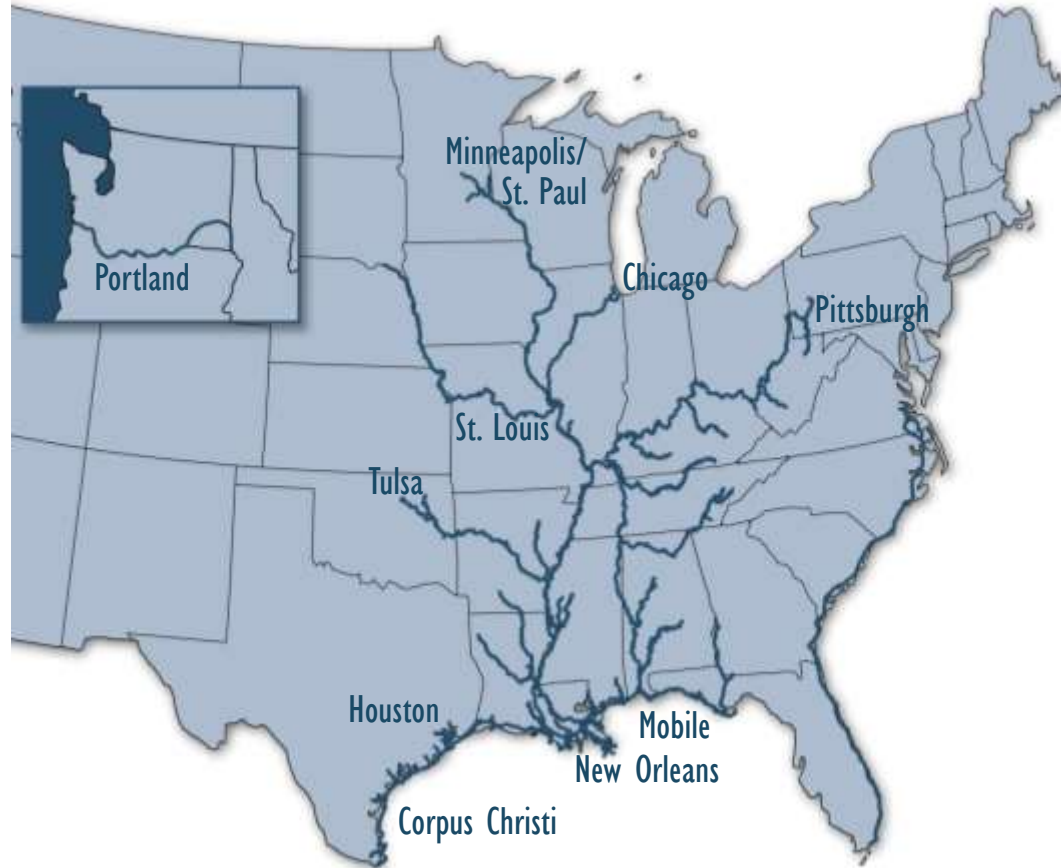 Minneapolis/
St. Paul
Portland
Chicago
Pittsburgh
St. Louis
Tulsa
Houston
Mobile
New Orleans
Corpus Christi